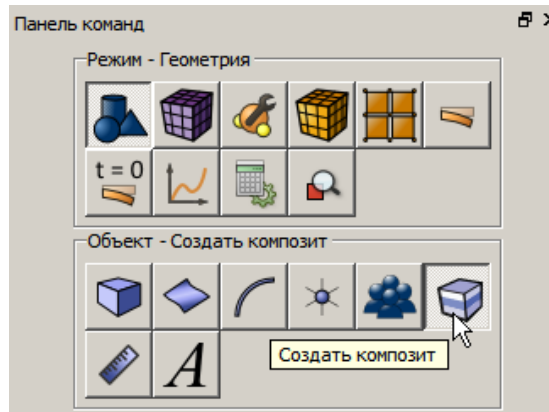 Панель команд
Режим - Геометрия
t = 0
Объект - Создать композит
A
Создать композит